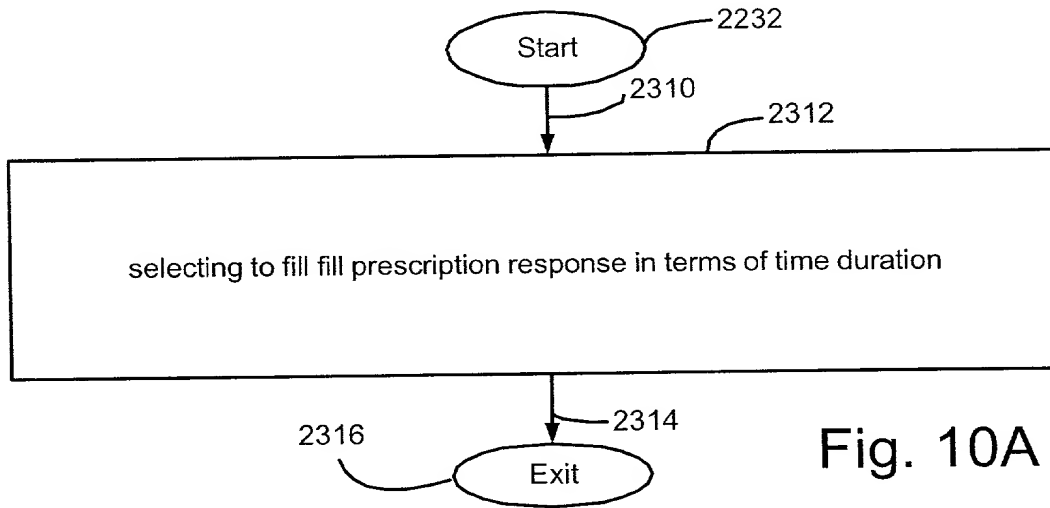 Start
2232
2310
2312
selecting to fill fill prescription response in terms of time duration
2314
2316
Exit
Fig. 10A